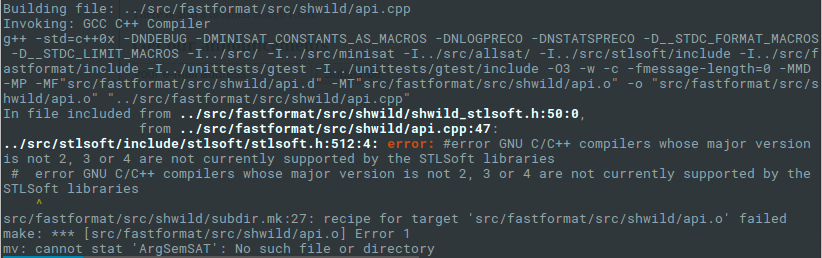 Building file: ../src/fastformat/src/shwild/api.cpp
Invoking: GCC C++ Compiler
g++ -std=c++0x -DNDEBUG -DMINISAT_CONSTANTS_AS_MACROS -DNLOGPRECO -DNSTATSPRECO -D__STDC_FORMAT_MACROS
-D__STDC_LIMIT_MACROS -I../src/ -I../src/minisat -I../src/allsat/ -I../src/stlsoft/include -I../src/f
astformat/include -I../unittests/gtest -I../unittests/gtest/include -O3 -w -c -fmessage-length=0 -MMD
-MP -MF"src/fastformat/src/shwild/api.d" -MT"src/fastformat/src/shwild/api.o" -o "src/fastformat/src/s
hwild/api.o" "../src/fastformat/src/shwild/api.cpp"
In file included from ../src/fastformat/src/shwild/shwild_stlsoft.h:50:0,
from ../src/fastformat/src/shwild/api.cpp:47:
../src/stlsoft/include/stlsoft/stlsoft.h:512:4: error: #error GNU C/C++ compilers whose major version
is not 2, 3 or 4 are not currently supported by the STLSoft libraries
#  error GNU C/C++ compilers whose major version is not 2, 3 or 4 are not currently supported by the
STLSoft libraries
^
src/fastformat/src/shwild/subdir.mk:27: recipe for target 'src/fastformat/src/shwild/api.o' failed
make: *** [src/fastformat/src/shwild/api.o] Error 1
mv: cannot stat 'ArgSemSAT': No such file or directory